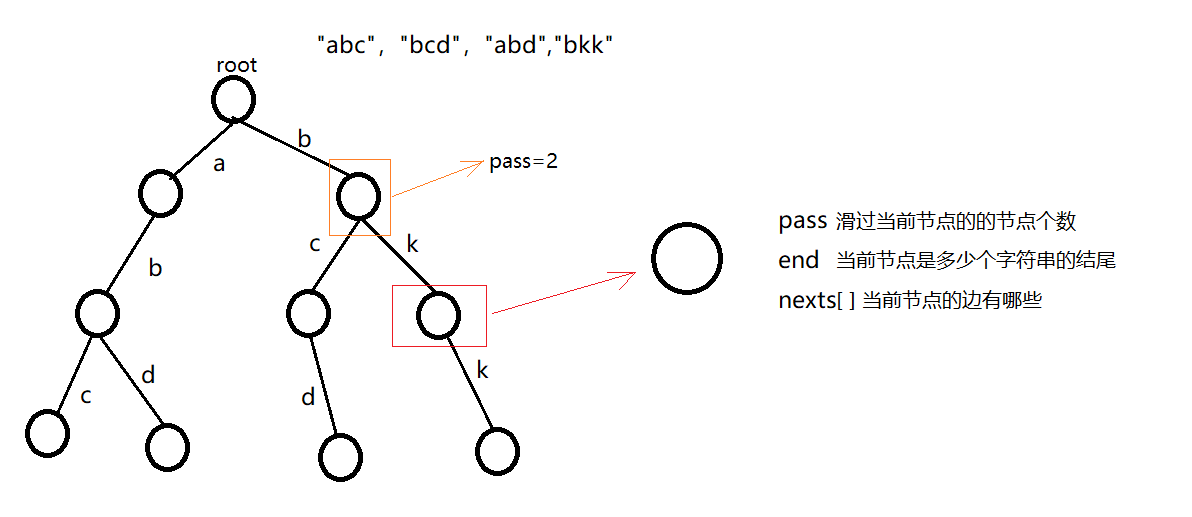 "abc", "bcd", "abd","bkk"
root
b
a
pass=2
pass 滑过当前节点的的节点个数
c
k
end 当前节点是多少个字符串的结尾
b
nexts[ ] 当前节点的边有哪些
k
d
c
d